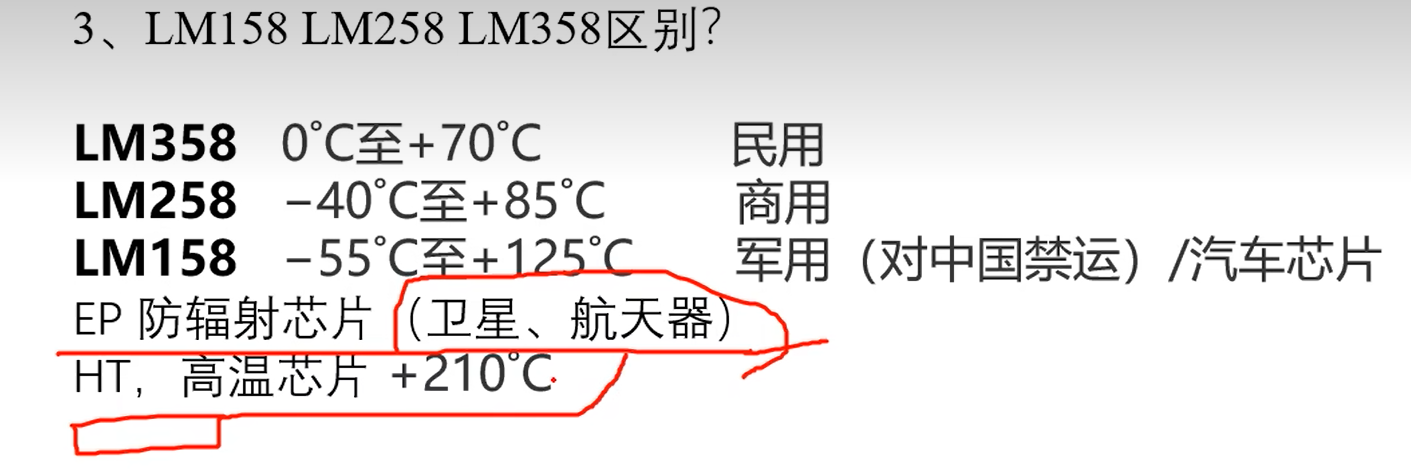 3、LM158 LM258 LM358区别？
LM358 0°C至+70°C 民用
LM258 −40°C至+85°C 商用
LM158 −55°C至+125°C 军用（对中国禁运）/汽车芯片
EP 防辐射芯片（卫星、航天器）
HT，高温芯片 +210°C